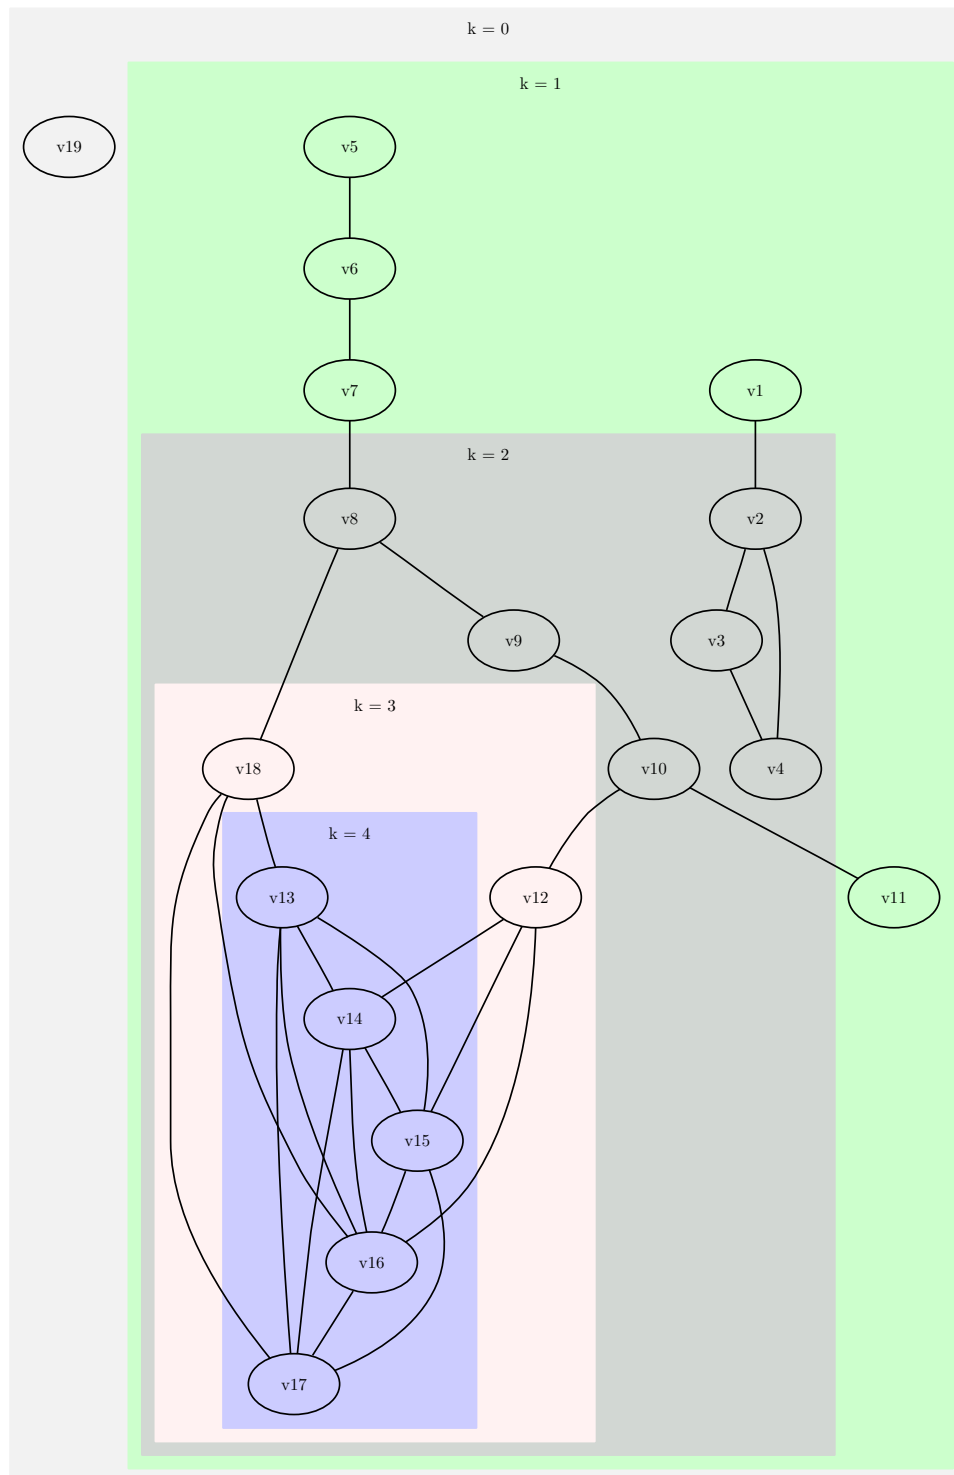 k = 0
k = 1
v19
v5
v6
v7
v1
k = 2
v8
v2
v9
v3
k = 3
v18
v10
v4
k = 4
v13
v12
v11
v14
v15
v16
v17